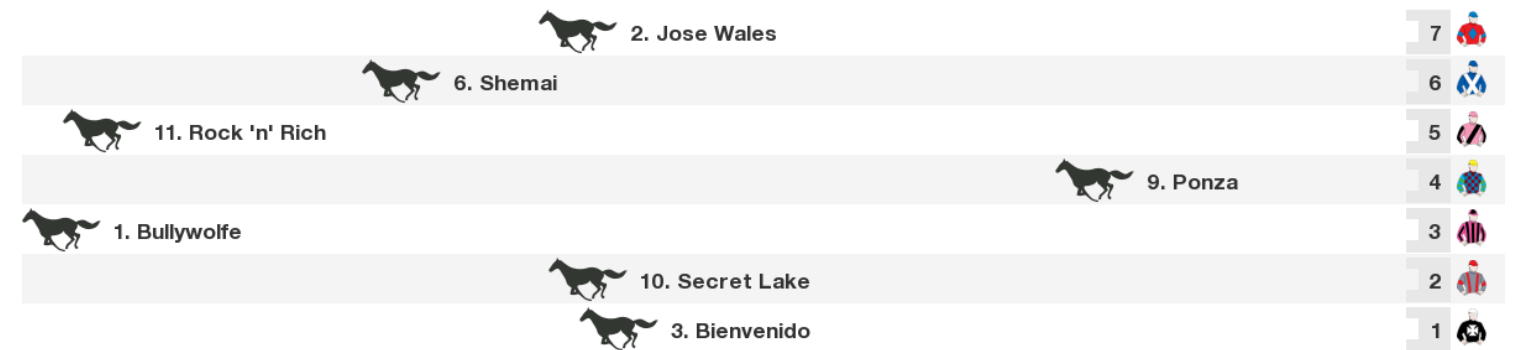 2. Jose Wales 7
6. Shemai 6
11. Rock 'n' Rich 5
9. Ponza 4
1. Bullywolfe 3
10. Secret Lake 2
3. Bienvenido 1